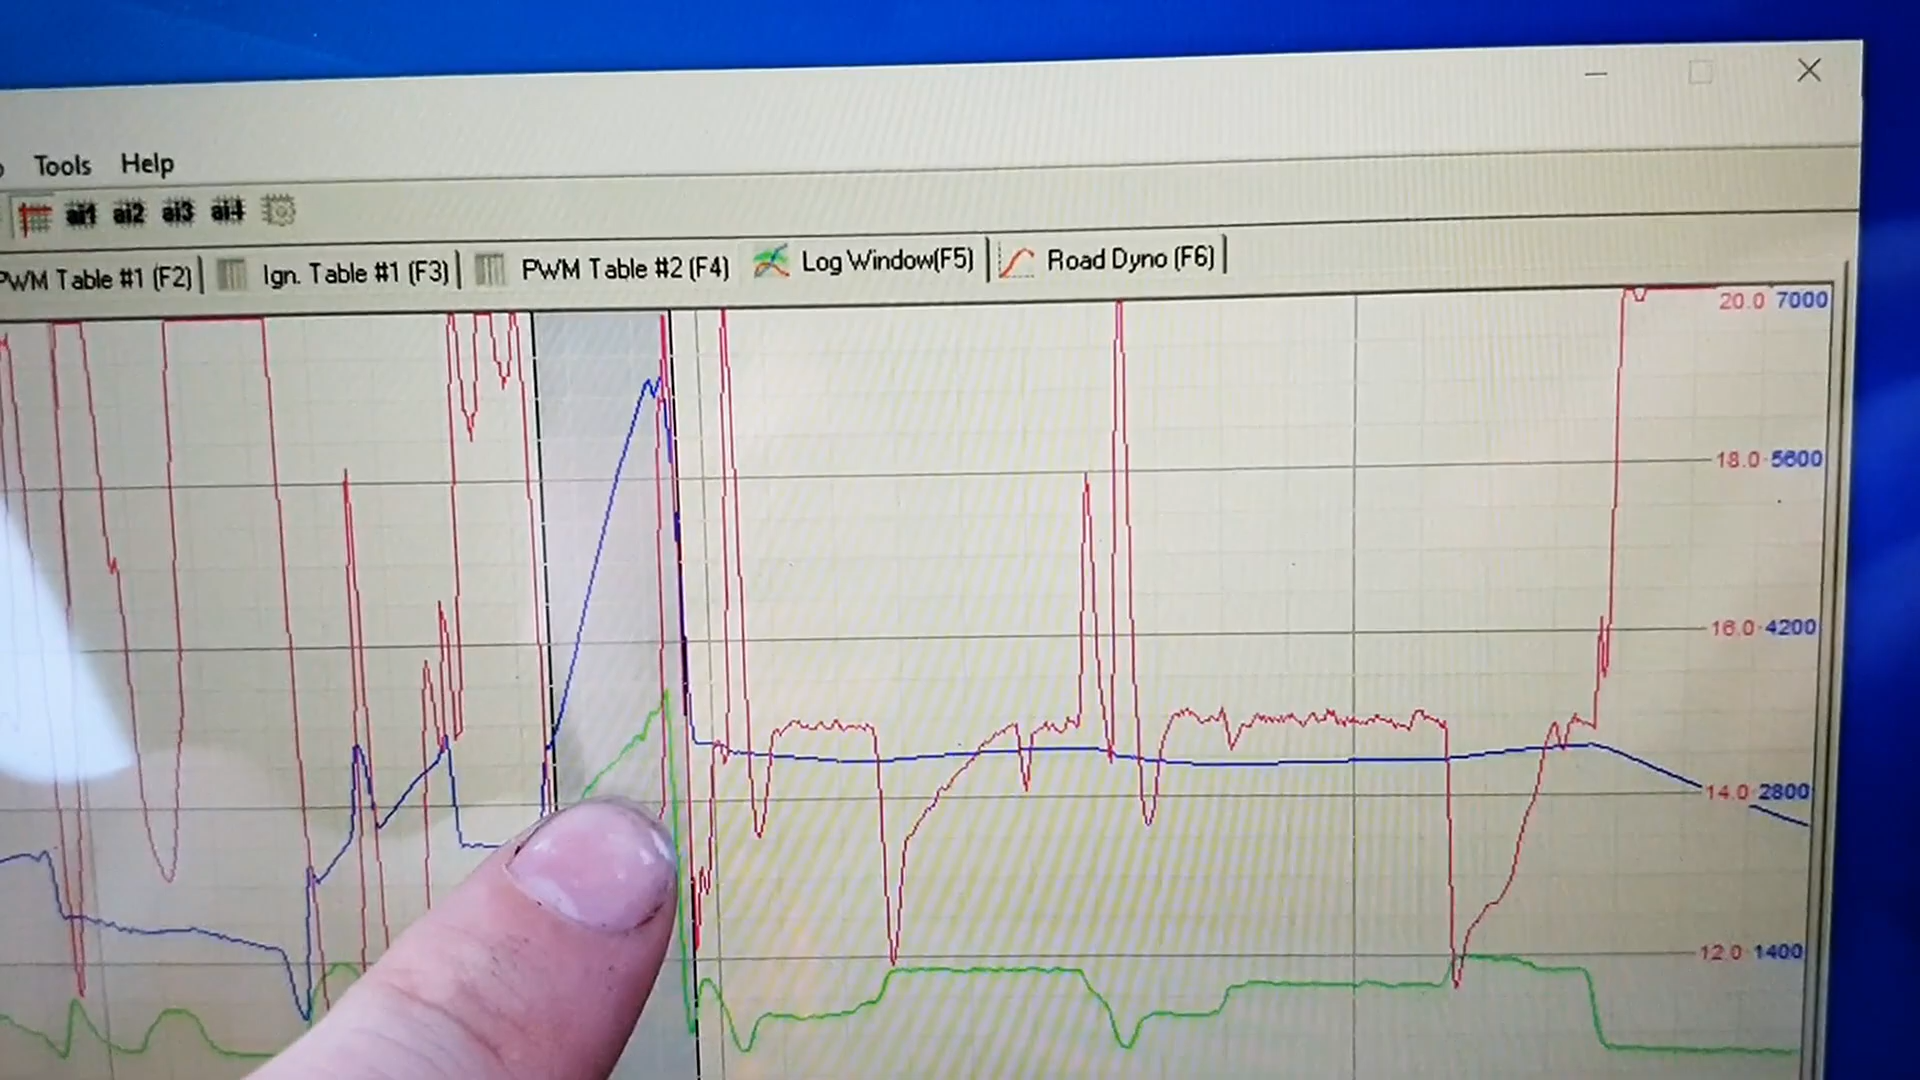 Tools Help
ai1 ai2 ai3 ai4
PWM Table #1 (F2) Ign. Table #1 (F3) PWM Table #2 (F4) Log Window(F5) Road Dyno (F6)
20.0 7000
18.0 5600
16.0 4200
14.0 2800
12.0 1400